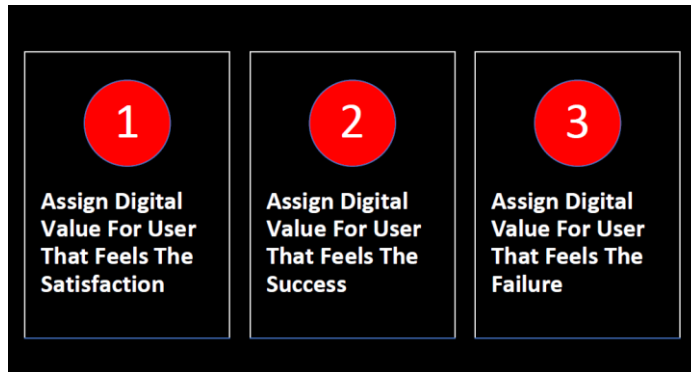 1
Assign Digital
Value For User
That Feels The
Satisfaction
2
Assign Digital
Value For User
That Feels The
Success
3
Assign Digital
Value For User
That Feels The
Failure